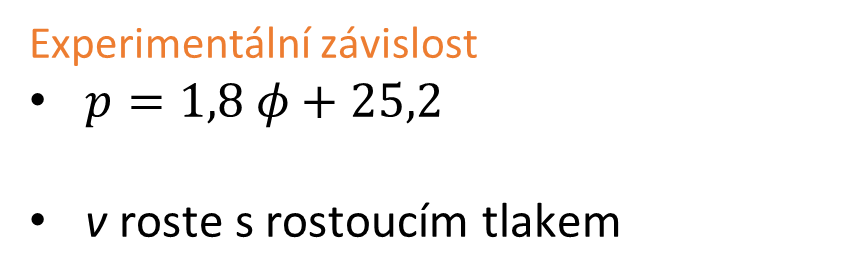 Experimentální závislost
• p = 1,8 ϕ + 25,2
• v roste s rostoucím tlakem